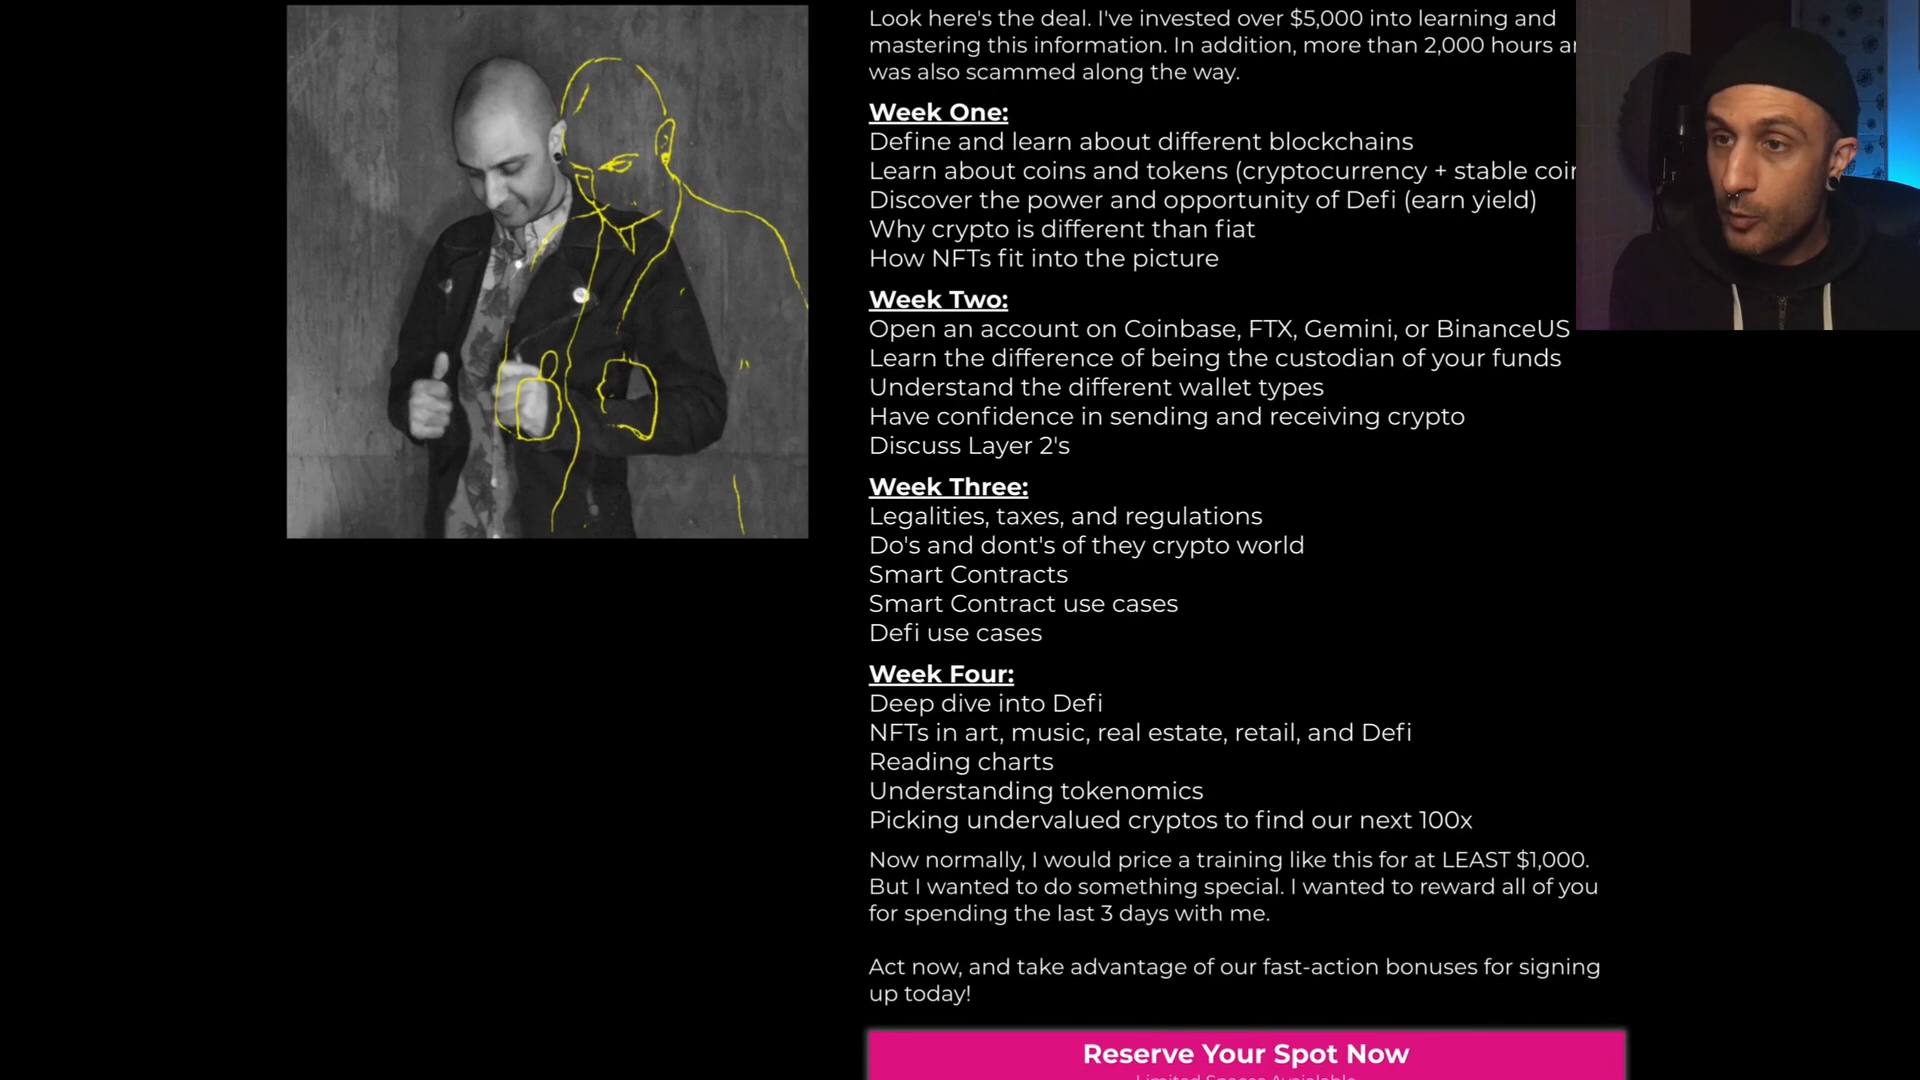 Look here's the deal. I've invested over $5,000 into learning and
mastering this information. In addition, more than 2,000 hours
was also scammed along the way.
Week One:
Define and learn about different blockchains
Learn about coins and tokens (cryptocurrency + stable
Discover the power and opportunity of Defi (earn yield)
Why crypto is different than fiat
How NFTs fit into the picture
Week Two:
Open an account on Coinbase, FTX, Gemini, or BinanceUS
Learn the difference of being the custodian of your funds
Understand the different wallet types
Have confidence in sending and receiving crypto
Discuss Layer 2's
Week Three:
Legalities, taxes, and regulations
Do's and dont's of they crypto world
Smart Contracts
Smart Contract use cases
Defi use cases
Week Four:
Deep dive into Defi
NFTs in art, music, real estate, retail, and Defi
Reading charts
Understanding tokenomics
Picking undervalued cryptos to find our next 100x
Now normally, I would price a training like this for at LEAST $1,000.
But I wanted to do something special. I wanted to reward all of you
for spending the last 3 days with me.
Act now, and take advantage of our fast-action bonuses for signing
up today!
Reserve Your Spot Now